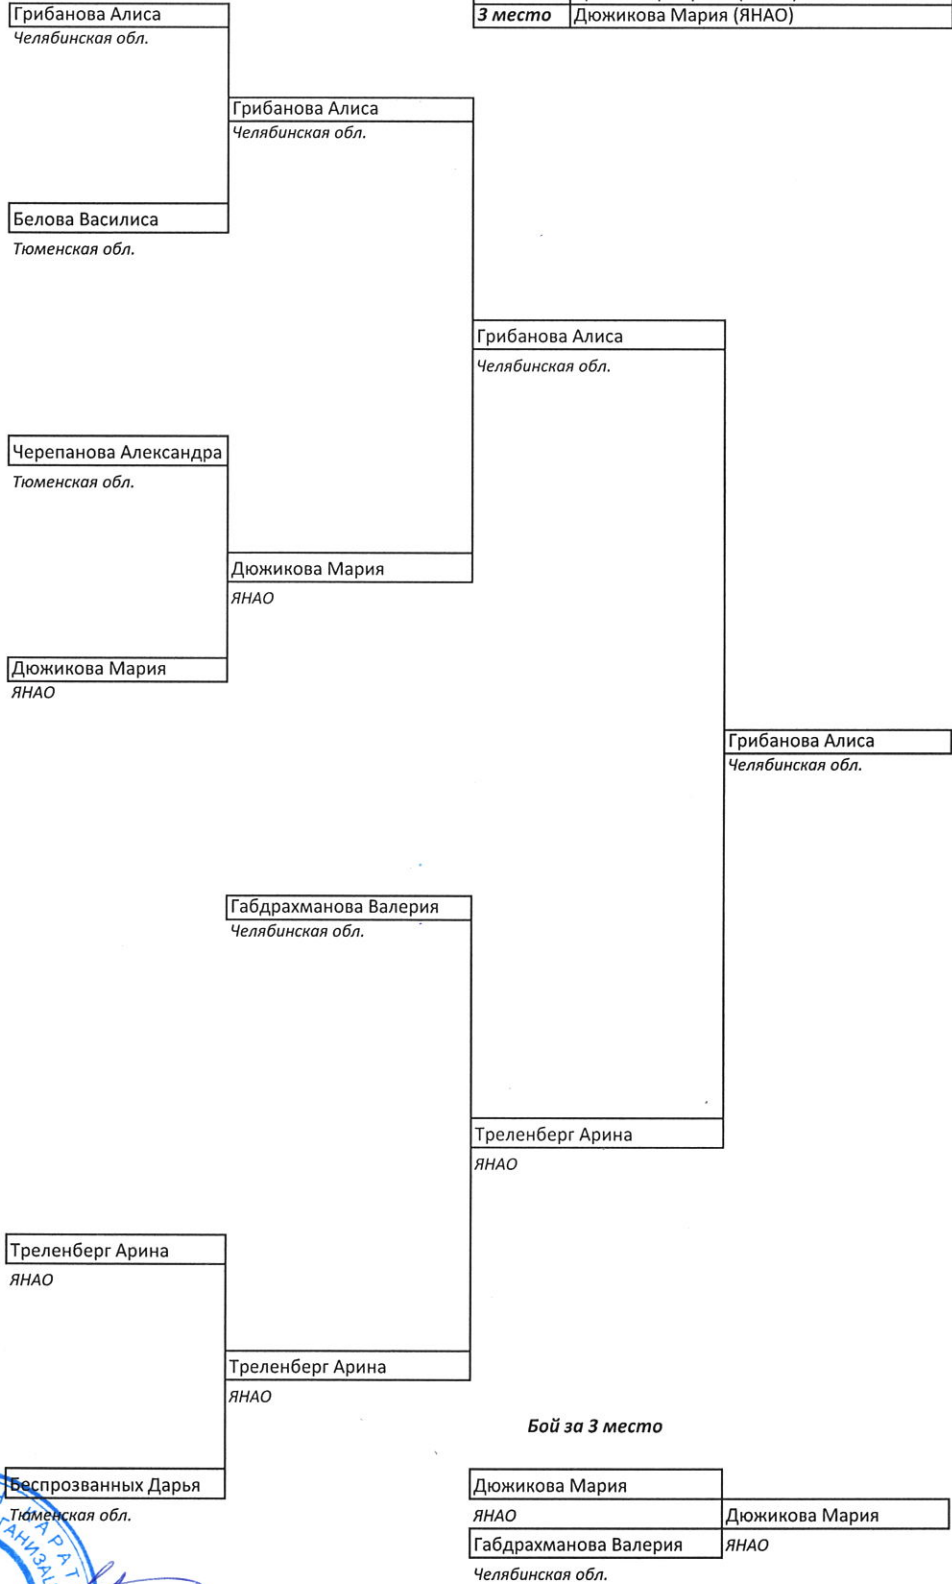 Грибанова Алиса
3 место Дюжикова Мария (ЯНАО)
Челябинская обл.
Грибанова Алиса
Челябинская обл.
Белова Василиса
Тюменская обл.
Грибанова Алиса
Челябинская обл.
Черепанова Александра
Тюменская обл.
Дюжикова Мария
ЯНАО
Дюжикова Мария
ЯНАО
Грибанова Алиса
Челябинская обл.
Габдрахманова Валерия
Челябинская обл.
Треленберг Арина
ЯНАО
Треленберг Арина
ЯНАО
Треленберг Арина
ЯНАО
Бой за 3 место
Беспрозванных Дарья
Тюменская обл.
Дюжикова Мария
ЯНАО
Дюжикова Мария
Габдрахманова Валерия
ЯНАО
Челябинская обл.